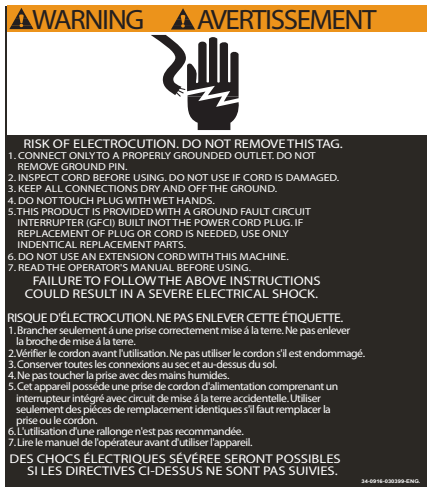 WARNING AVERTISSEMENT
RISK OF ELECTROCUTION. DO NOT REMOVE THIS TAG.
1. CONNECT ONLY TO A PROPERLY GROUNDED OUTLET. DO NOT
REMOVE GROUND PIN.
2. INSPECT CORD BEFORE USING. DO NOT USE IF CORD IS DAMAGED.
3. KEEP ALL CONNECTIONS DRY AND OFF THE GROUND.
4. DO NOT TOUCH PLUG WITH WET HANDS.
5. THIS PRODUCT IS PROVIDED WITH A GROUND FAULT CIRCUIT
INTERRUPTER (GFCI) BUILT INOT THE POWER CORD PLUG. IF
REPLACEMENT OF PLUG OR CORD IS NEEDED, USE ONLY
INDENTICAL REPLACEMENT PARTS.
6. DO NOT USE AN EXTENSION CORD WITH THIS MACHINE.
7. READ THE OPERATOR'S MANUAL BEFORE USING.
FAILURE TO FOLLOW THE ABOVE INSTRUCTIONS
COULD RESULT IN A SEVERE ELECTRICAL SHOCK.
RISQUE D'ÉLECTROCUTION. NE PAS ENLEVER CETTE ÉTIQUETTE.
1. Brancher seulement á une prise correctement mise á la terre. Ne pas enlever
la broche de mise á la terre.
2. Vérifier le cordon avant l'utilisation. Ne pas utiliser le cordon s'il est endommagé.
3. Conserver toutes les connexions au sec et au-dessus du sol.
4. Ne pas toucher la prise avec des mains humides.
5. Cet appareil posséde une prise de cordon d'alimentation comprenant un
interrupteur intégré avec circuit de mise á la terre accidentelle. Utiliser
seulement des piéces de remplacement identiques s'il faut remplacer la
prise ou le cordon.
6. L'utilisation d'une rallonge n'est pas recommandée.
7. Lire le manuel de l'opérateur avant d'utiliser l'appareil.
DES CHOCS ÉLECTRIQUES SÉVÉREE SERONT POSSIBLES
SI LES DIRECTIVES CI-DESSUS NE SONT PAS SUIVIES.
34-0916-030399-ENG.